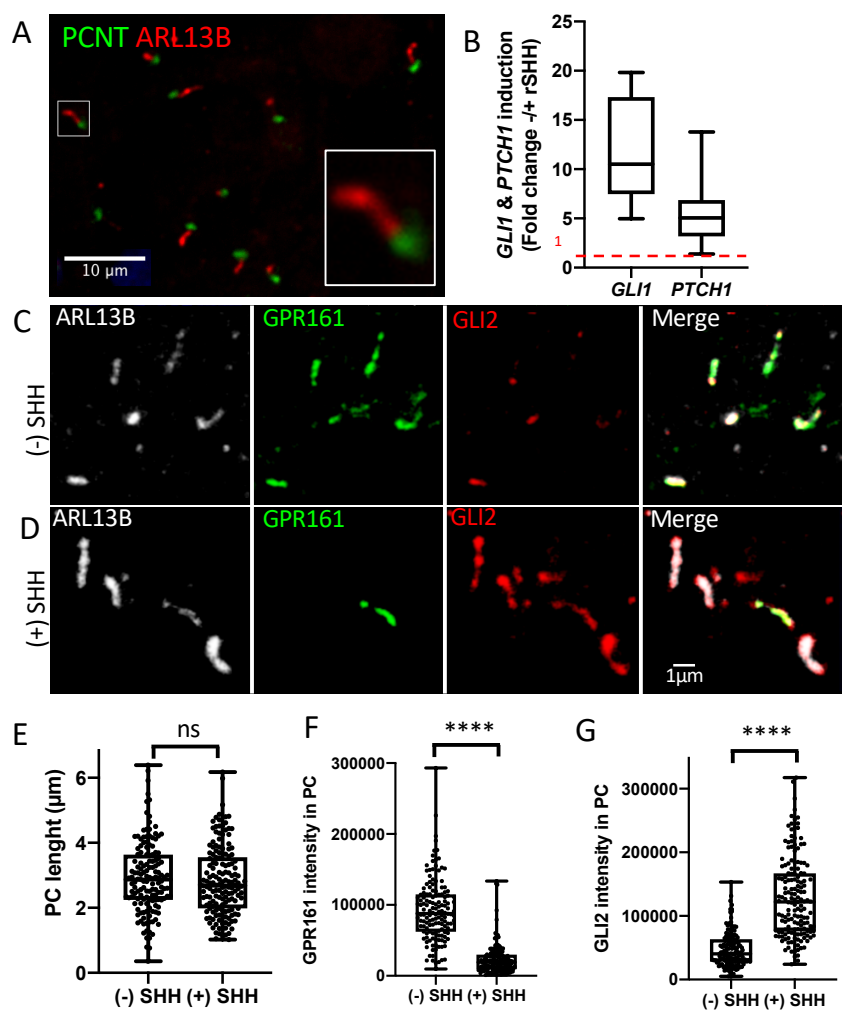 A
PCNT ARL13B
10 µm
B
GLI1 & PTCH1 induction
(Fold change -/+ rSHH)
25
20
15
10
5
1
0
GLI1 PTCH1
C
ARL13B GPR161 GLI2 Merge
(-) SHH
D
ARL13B GPR161 GLI2 Merge
(+) SHH
1µm
E
ns
PC lenght (µm)
6
4
2
0
(-) SHH (+) SHH
F
****
GPR161 intensity in PC
300000
200000
100000
0
(-) SHH (+) SHH
G
****
GLI2 intensity in PC
300000
200000
100000
0
(-) SHH (+) SHH